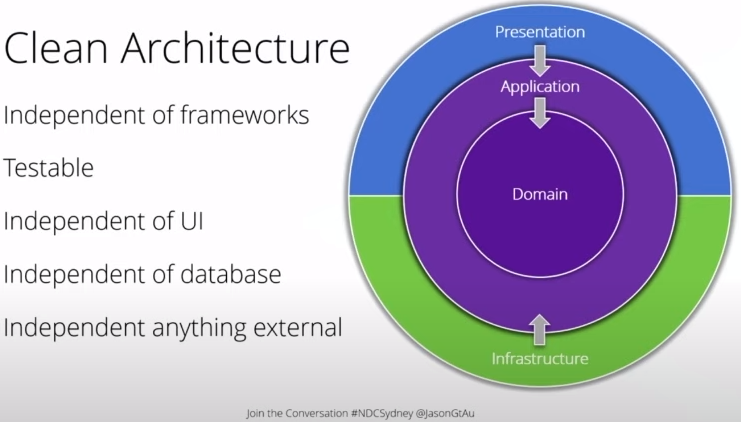 Clean Architecture
Independent of frameworks
Testable
Independent of UI
Independent of database
Independent anything external
Presentation
Application
Domain
Infrastructure
Join the Conversation #NDCSydney @JasonGtAu